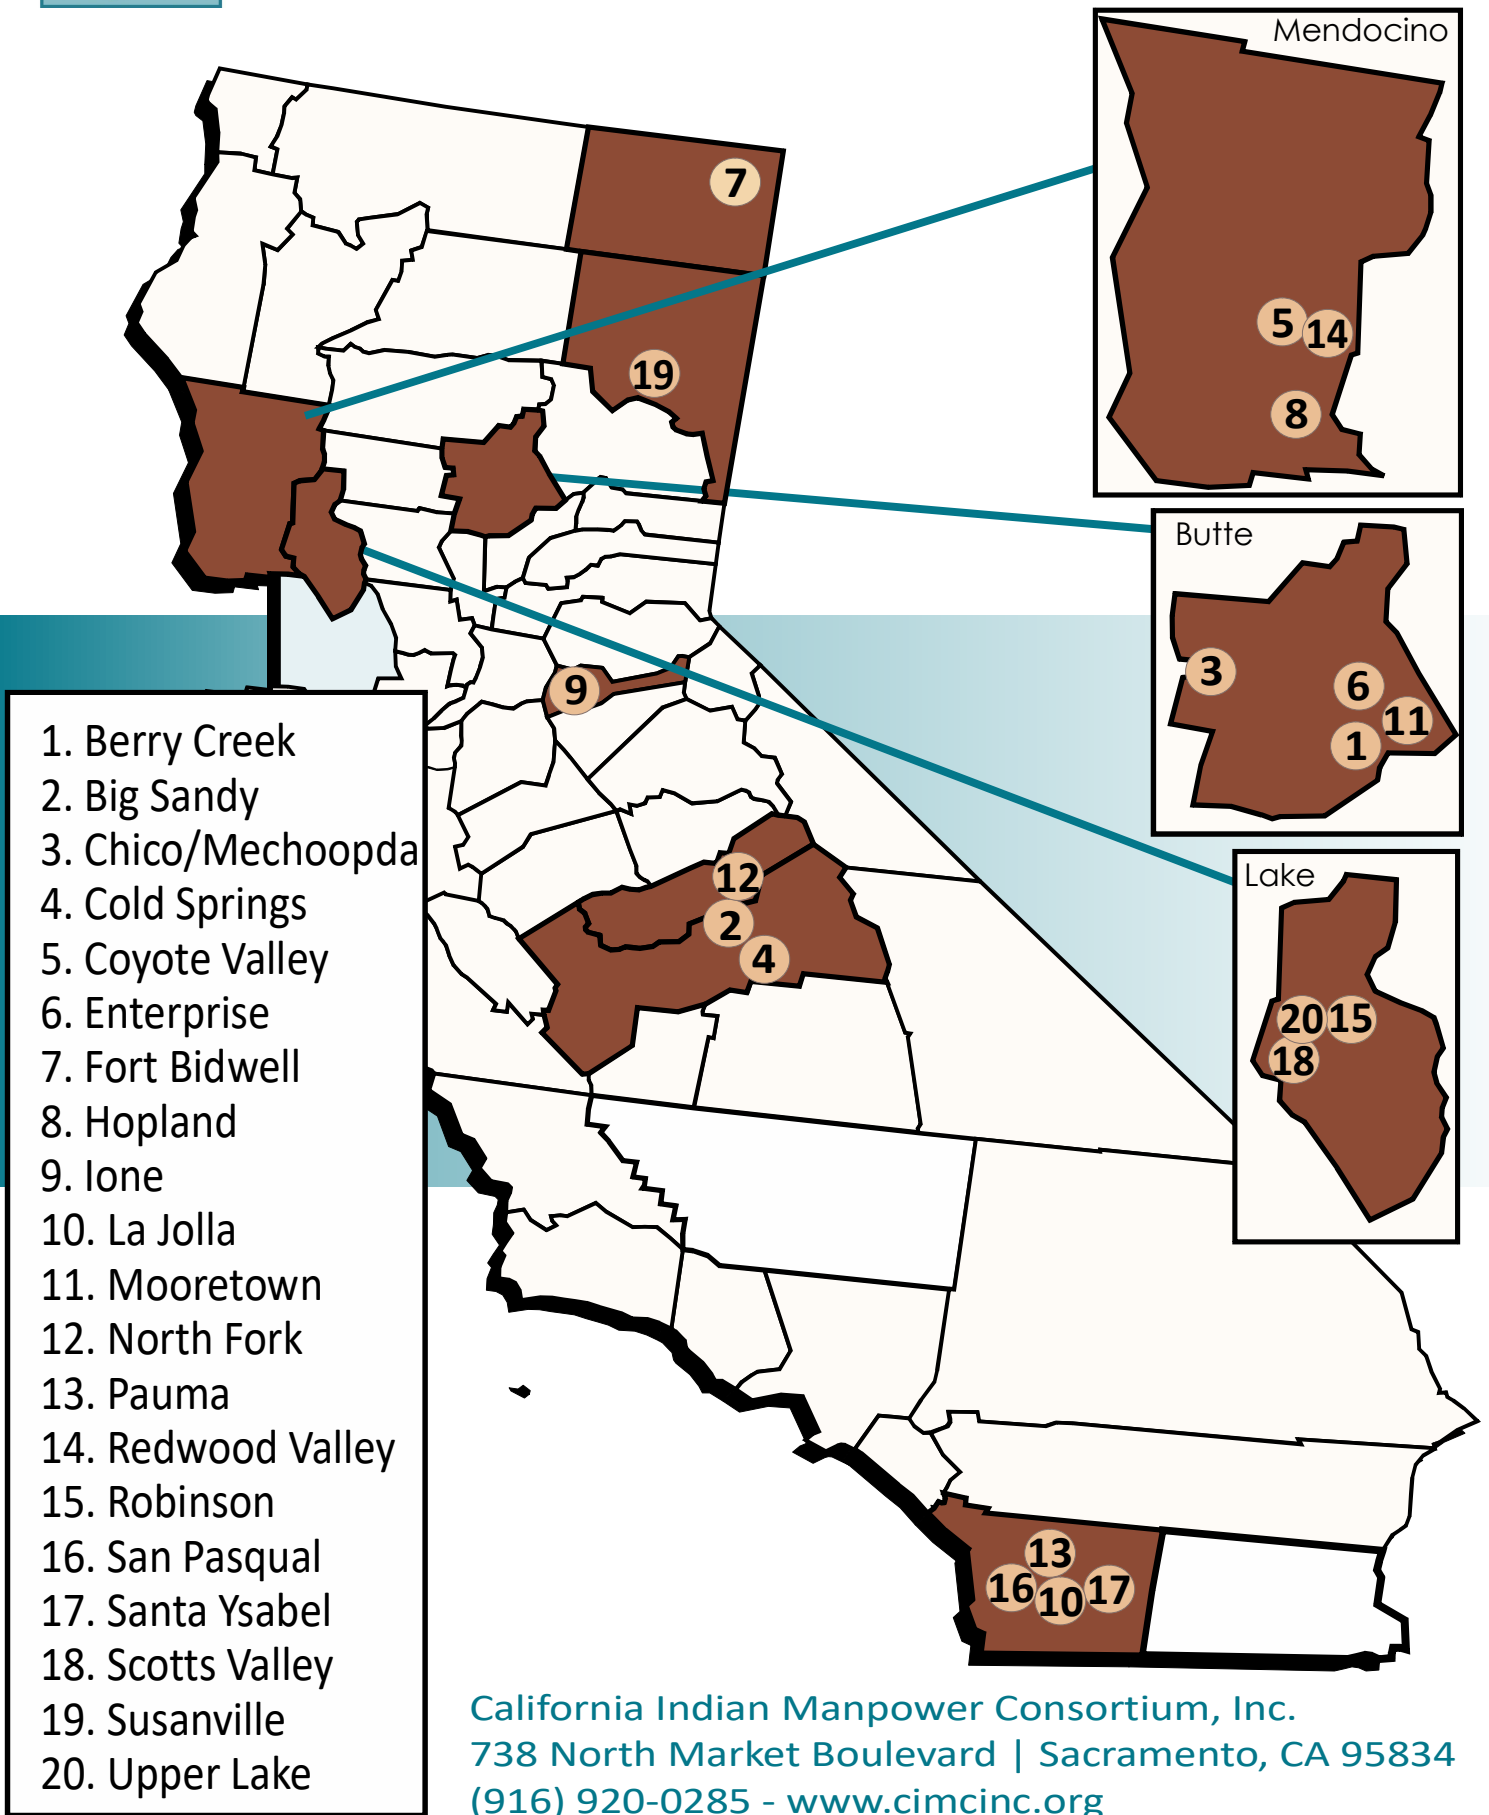 Mendocino
7
5
14
19
8
Butte
3
6
11
1
9
Lake
1. Berry Creek
2. Big Sandy
3. Chico/Mechoopda
4. Cold Springs
5. Coyote Valley
6. Enterprise
7. Fort Bidwell
8. Hopland
9. Ione
10. La Jolla
11. Mooretown
12. North Fork
13. Pauma
14. Redwood Valley
15. Robinson
16. San Pasqual
17. Santa Ysabel
18. Scotts Valley
19. Susanville
20. Upper Lake
12
2
4
20
15
18
13
16
10
17
California Indian Manpower Consortium, Inc.
738 North Market Boulevard | Sacramento, CA 95834
(916) 920-0285 - www.cimcinc.org